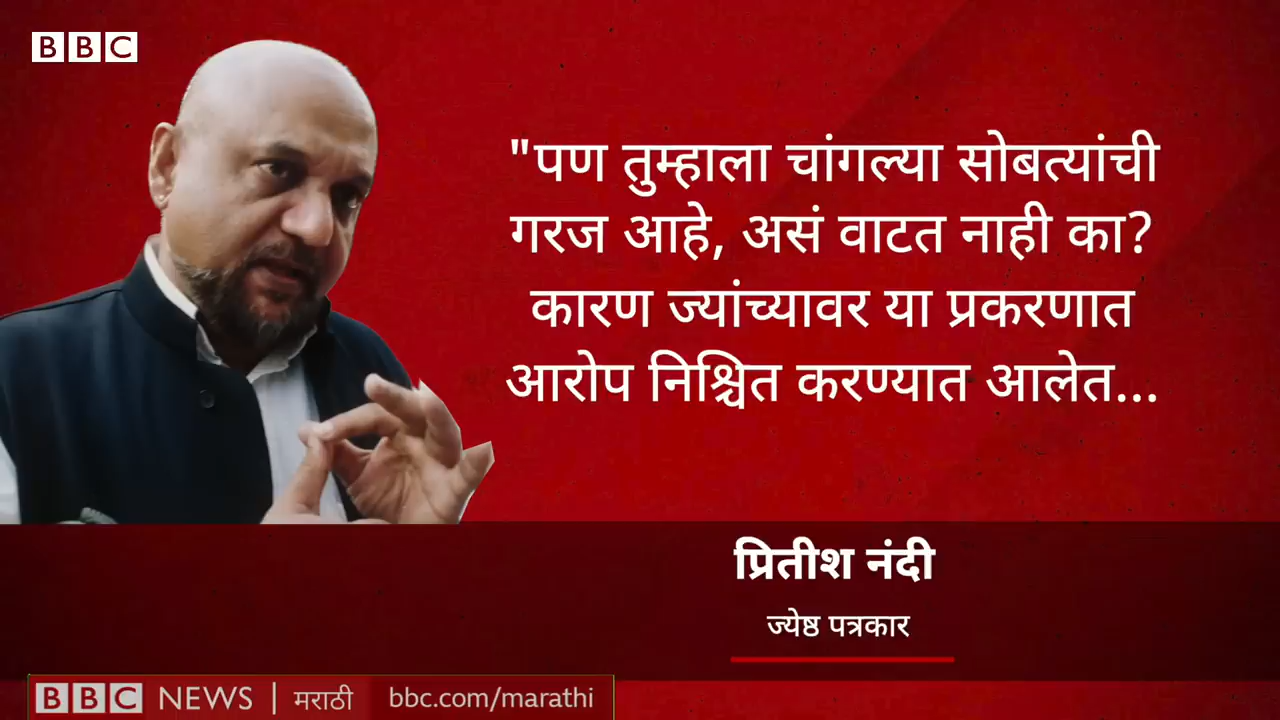 BBC
"पण तुम्हाला चांगल्या सोबत्यांची
गरज आहे, असं वाटत नाही का?
कारण ज्यांच्यावर या प्रकरणात
आरोप निश्चित करण्यात आलेत...
प्रितीश नंदी
ज्येष्ठ पत्रकार
BBC NEWS | मराठी bbc.com/marathi